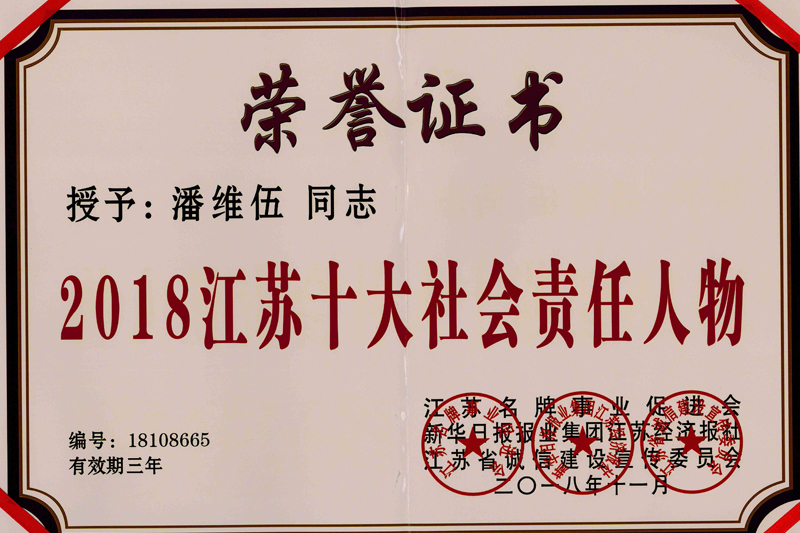 荣誉证书
授予：潘维伍 同志
2018江苏十大社会责任人物
江苏名牌事业促进会
新华日报报业集团江苏经济报社
江苏省诚信建设宣传委员会
二〇一八年十一月
编号：18108665
有效期三年